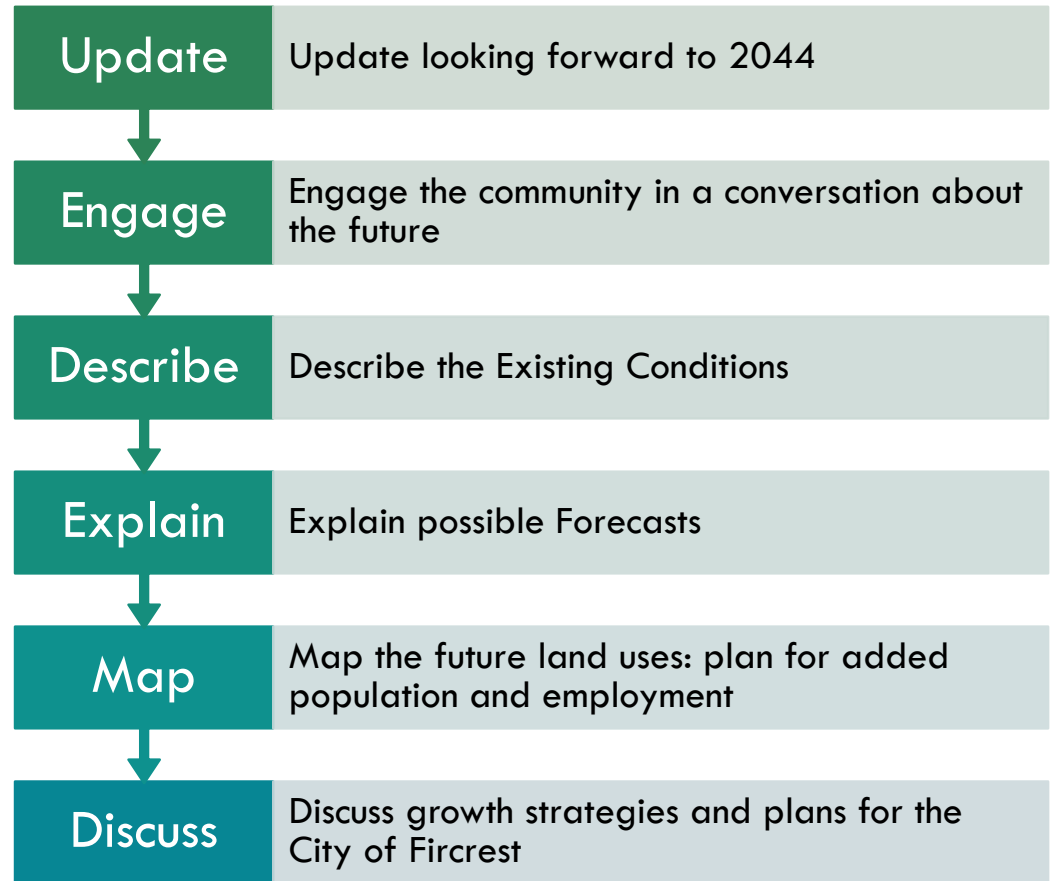 Update
Update looking forward to 2044
Engage
Engage the community in a conversation about
the future
Describe
Describe the Existing Conditions
Explain
Explain possible Forecasts
Map
Map the future land uses: plan for added
population and employment
Discuss
Discuss growth strategies and plans for the
City of Fircrest